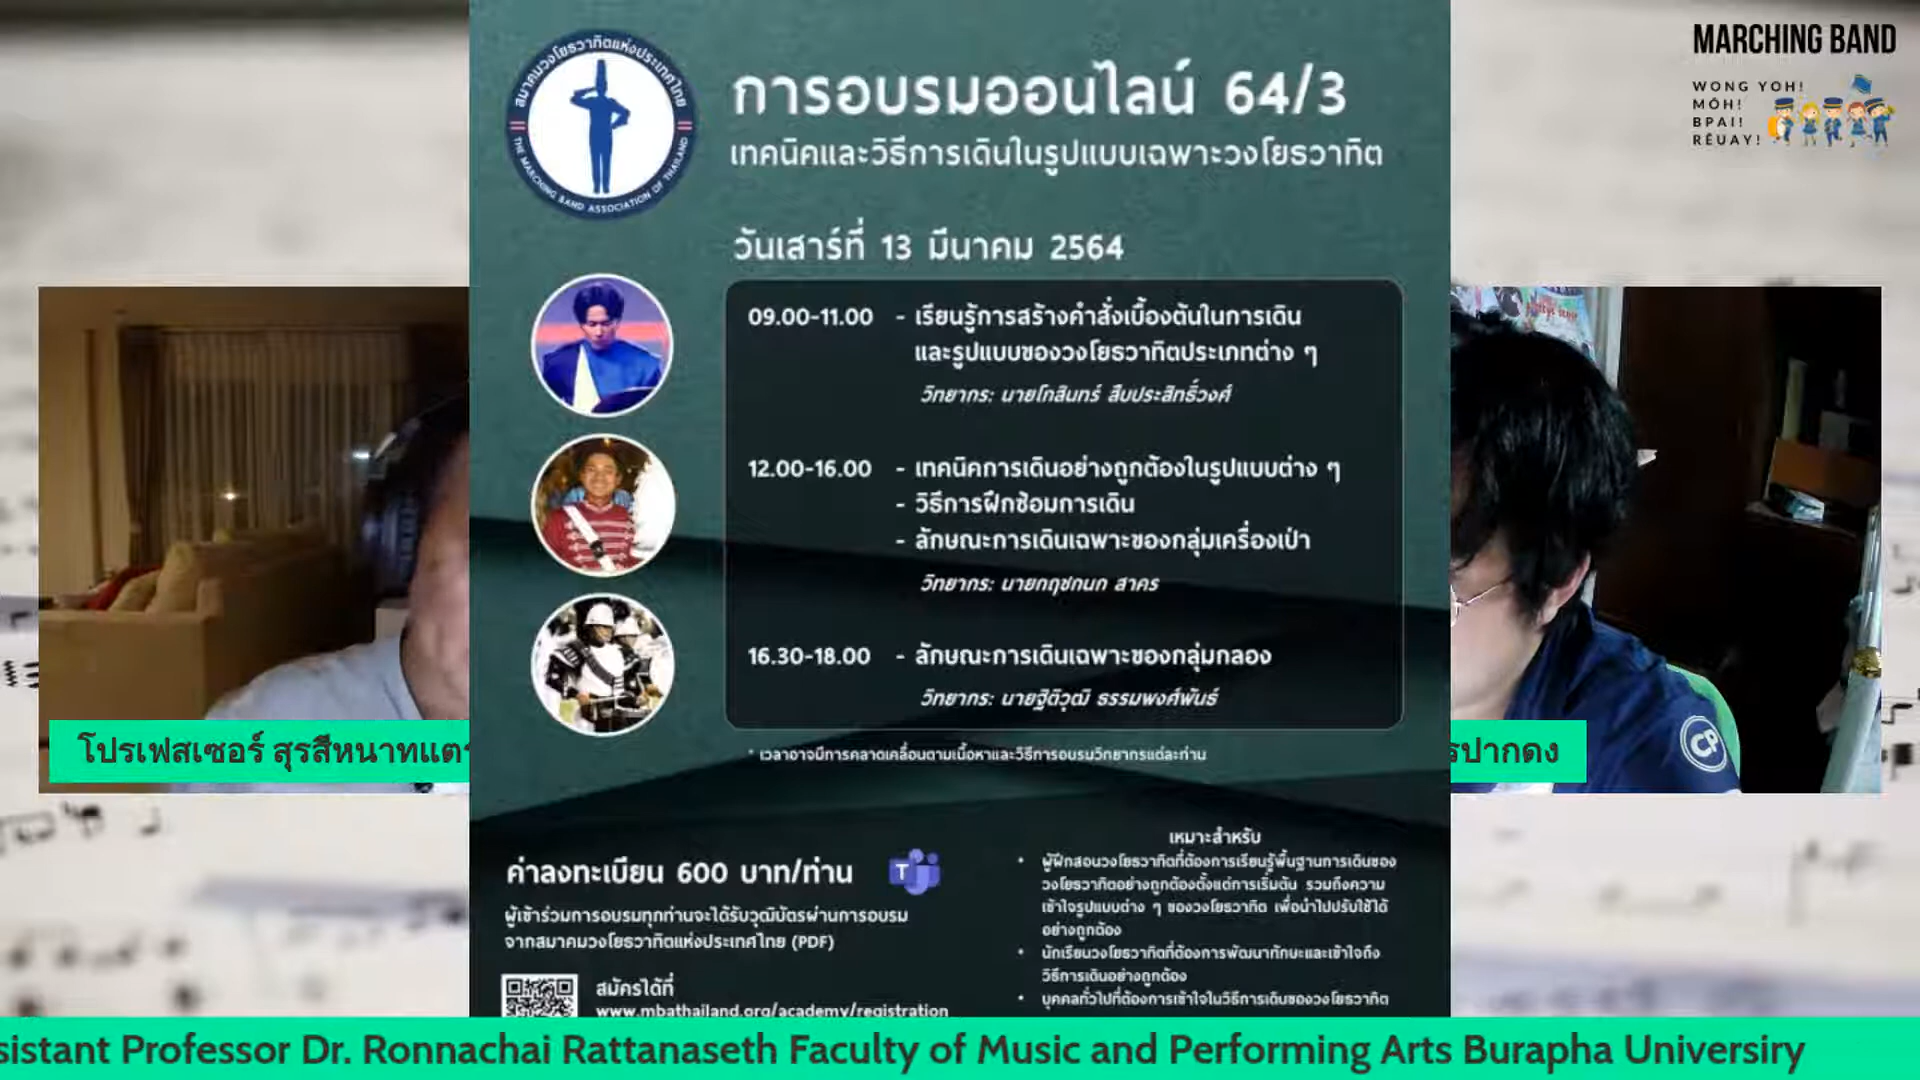 MARCHING BAND
WONG YOH!
MÓH!
BPAI!
RÊUAY!
สมาคมวงโยธวาทิตแห่งประเทศไทย
THE MARCHING BAND ASSOCIATION OF THAILAND
การอบรมออนไลน์ 64/3
เทคนิคและวิธีการเดินในรูปแบบเฉพาะวงโยธวาทิต
วันเสาร์ที่ 13 มีนาคม 2564
09.00-11.00 - เรียนรู้การสร้างคำสั่งเบื้องต้นในการเดิน
และรูปแบบของวงโยธวาทิตประเภทต่าง ๆ
วิทยากร: นายโกสินทร์ สืบประสิทธิ์วงศ์
12.00-16.00 - เทคนิคการเดินอย่างถูกต้องในรูปแบบต่าง ๆ
- วิธีการฝึกซ้อมการเดิน
- ลักษณะการเดินเฉพาะของกลุ่มเครื่องเป่า
วิทยากร: นายกฤชกนก สาคร
16.30-18.00 - ลักษณะการเดินเฉพาะของกลุ่มกลอง
วิทยากร: นายฐิติวุฒิ ธรรมพงศ์พันธ์
* เวลาอาจมีการคลาดเคลื่อนตามเนื้อหาและวิธีการอบรมวิทยากรแต่ละท่าน
โปรเฟสเซอร์ สุรสีหนาทแตร
รปากดง
CP
ค่าลงทะเบียน 600 บาท/ท่าน
T
ผู้เข้าร่วมการอบรมทุกท่านจะได้รับวุฒิบัตรผ่านการอบรม
จากสมาคมวงโยธวาทิตแห่งประเทศไทย (PDF)
สมัครได้ที่
www.mbathailand.org/academy/registration
เหมาะสำหรับ
• ผู้ฝึกสอนวงโยธวาทิตที่ต้องการเรียนรู้พื้นฐานการเดินของ
วงโยธวาทิตอย่างถูกต้องตั้งแต่การเริ่มต้น รวมถึงความ
เข้าใจรูปแบบต่าง ๆ ของวงโยธวาทิต เพื่อนำไปปรับใช้ได้
อย่างถูกต้อง
• นักเรียนวงโยธวาทิตที่ต้องการพัฒนาทักษะและเข้าใจถึง
วิธีการเดินอย่างถูกต้อง
• บุคคลทั่วไปที่ต้องการเข้าใจในวิธีการเดินของวงโยธวาทิต
sistant Professor Dr. Ronnachai Rattanaseth Faculty of Music and Performing Arts Burapha Universiry